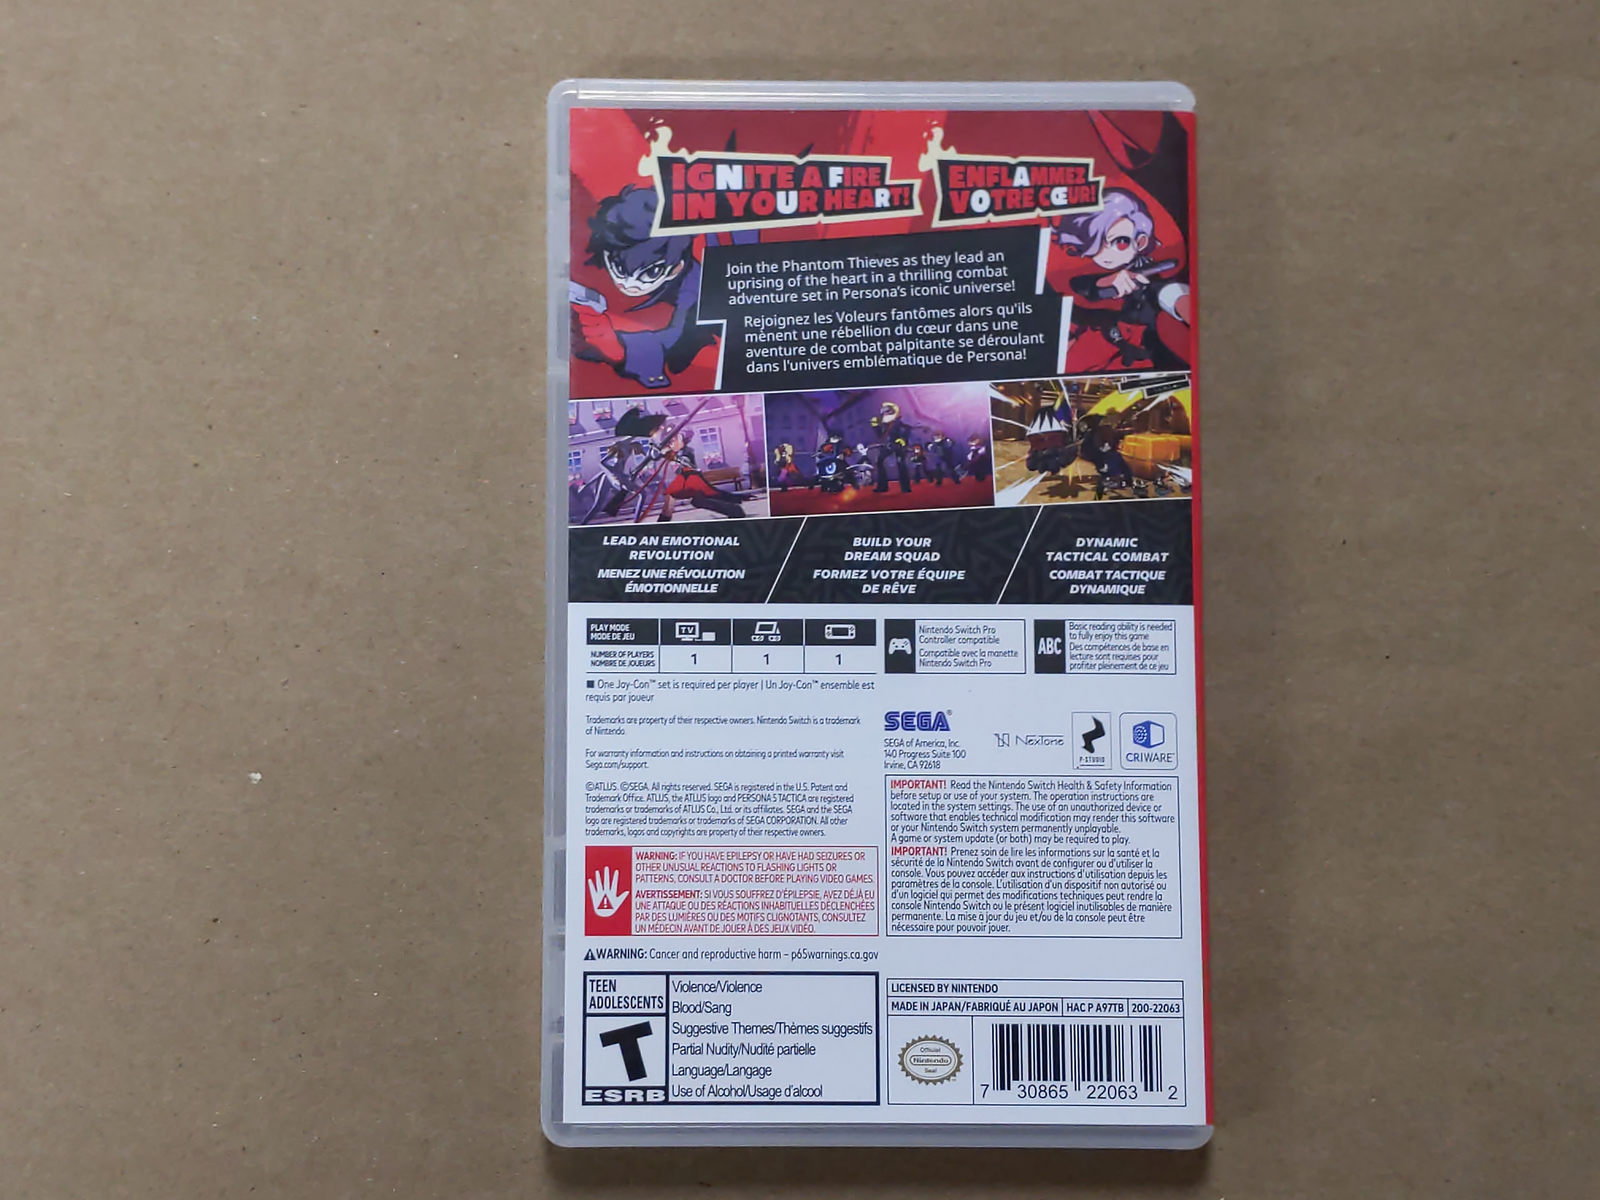 IGNITE A FIRE
IN YOUR HEART!
ENFLAMMEZ
VOTRE CŒUR!
Join the Phantom Thieves as they lead an
uprising of the heart in a thrilling combat
adventure set in Persona's iconic universe!
Rejoignez les Voleurs fantômes alors qu'ils
mènent une rébellion du cœur dans une
aventure de combat palpitante se déroulant
dans l'univers emblématique de Persona!
LEAD AN EMOTIONAL
REVOLUTION
MENEZ UNE RÉVOLUTION
ÉMOTIONNELLE
BUILD YOUR
DREAM SQUAD
FORMEZ VOTRE ÉQUIPE
DE RÊVE
DYNAMIC
TACTICAL COMBAT
COMBAT TACTIQUE
DYNAMIQUE
PLAY MODE
MODE DE JEU
TV
NUMBER OF PLAYERS
NOMBRE DE JOUEURS
1
1
1
Nintendo Switch Pro
Controller compatible
Compatible avec la manette
Nintendo Switch Pro
ABC
Basic reading ability is needed
to fully enjoy this game
Des compétences de base en
lecture sont requises pour
profiter pleinement de ce jeu
■ One Joy-Con™ set is required per player | Un Joy-Con™ ensemble est
requis par joueur
Trademarks are property of their respective owners. Nintendo Switch is a trademark
of Nintendo.
For warranty information and instructions on obtaining a printed warranty visit
Sega.com/support.
©ATLUS. ©SEGA. All rights reserved. SEGA is registered in the U.S. Patent and
Trademark Office. ATLUS, the ATLUS logo and PERSONA 5 TACTICA are registered
trademarks or trademarks of ATLUS Co., Ltd. or its affiliates. SEGA and the SEGA
logo are registered trademarks or trademarks of SEGA CORPORATION. All other
trademarks, logos and copyrights are property of their respective owners.
SEGA®
SEGA of America, Inc.
140 Progress Suite 100
Irvine, CA 92618
NexTone
P-STUDIO
CRIWARE
WARNING: IF YOU HAVE EPILEPSY OR HAVE HAD SEIZURES OR
OTHER UNUSUAL REACTIONS TO FLASHING LIGHTS OR
PATTERNS, CONSULT A DOCTOR BEFORE PLAYING VIDEO GAMES.
AVERTISSEMENT: SI VOUS SOUFFREZ D'ÉPILEPSIE, AVEZ DÉJÀ EU
UNE ATTAQUE OU DES RÉACTIONS INHABITUELLES DÉCLENCHÉES
PAR DES LUMIÈRES OU DES MOTIFS CLIGNOTANTS, CONSULTEZ
UN MÉDECIN AVANT DE JOUER À DES JEUX VIDÉO.
IMPORTANT! Read the Nintendo Switch Health & Safety Information
before setup or use of your system. The operation instructions are
located in the system settings. The use of an unauthorized device or
software that enables technical modification may render this software
or your Nintendo Switch system permanently unplayable.
A game or system update (or both) may be required to play.
IMPORTANT! Prenez soin de lire les informations sur la santé et la
sécurité de la Nintendo Switch avant de configurer ou d'utiliser la
console. Vous pouvez accéder aux instructions d'utilisation depuis les
paramètres de la console. L'utilisation d'un dispositif non autorisé ou
d'un logiciel qui permet des modifications techniques peut rendre la
console Nintendo Switch ou le présent logiciel inutilisables de manière
permanente. La mise à jour du jeu et/ou de la console peut être
nécessaire pour pouvoir jouer.
⚠WARNING: Cancer and reproductive harm – p65warnings.ca.gov
TEEN
ADOLESCENTS
T
ESRB
Violence/Violence
Blood/Sang
Suggestive Themes/Thèmes suggestifs
Partial Nudity/Nudité partielle
Language/Langage
Use of Alcohol/Usage d'alcool
LICENSED BY NINTENDO
MADE IN JAPAN/FABRIQUÉ AU JAPON HAC P A97TB 200-22063
Official
Nintendo
Seal
7 30865 22063 2